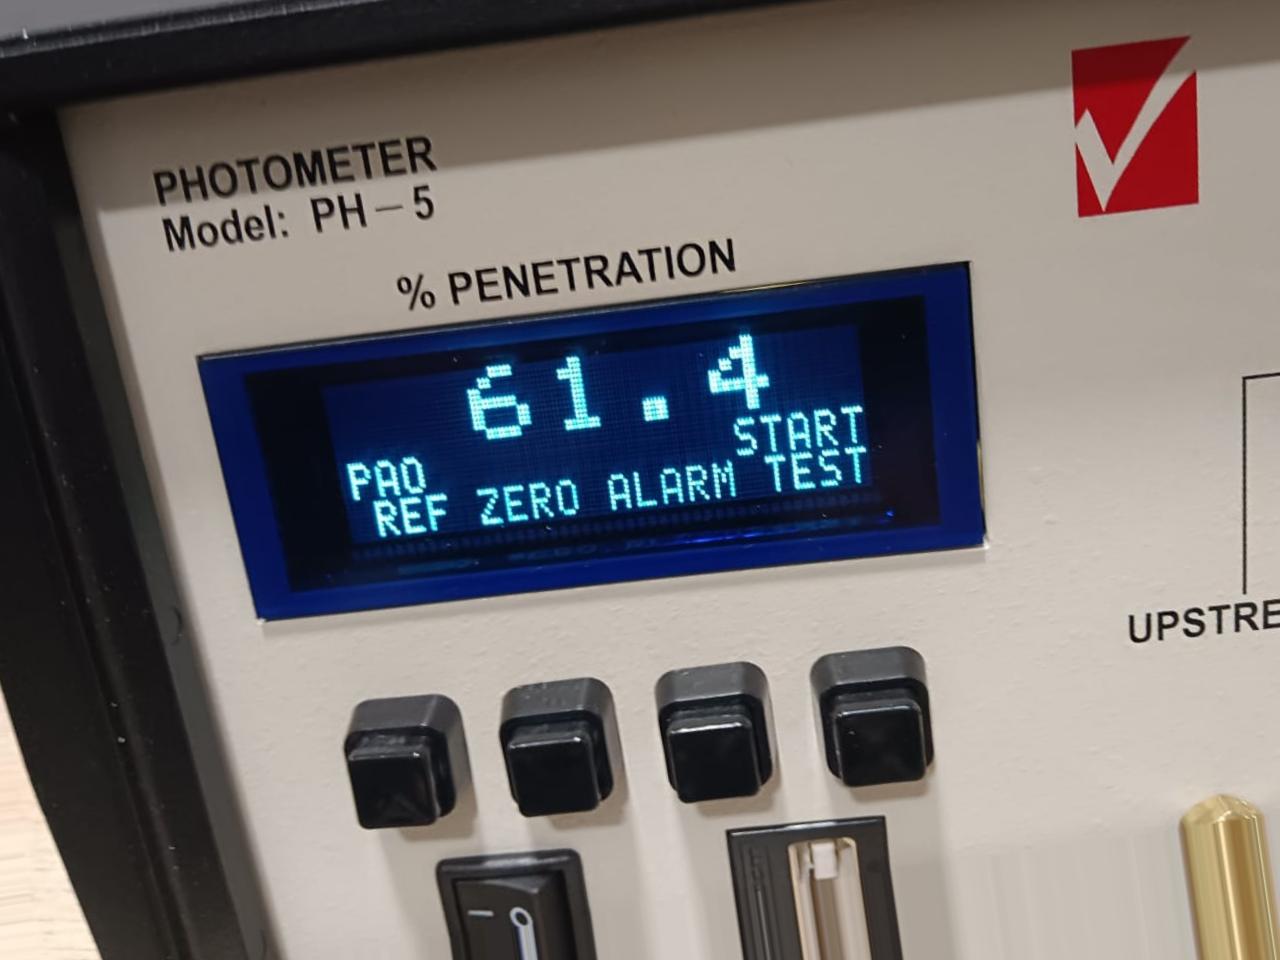 PHOTOMETER
Model: PH-5
% PENETRATION
61.4
START
PAO
REF ZERO ALARM TEST
UPSTRE